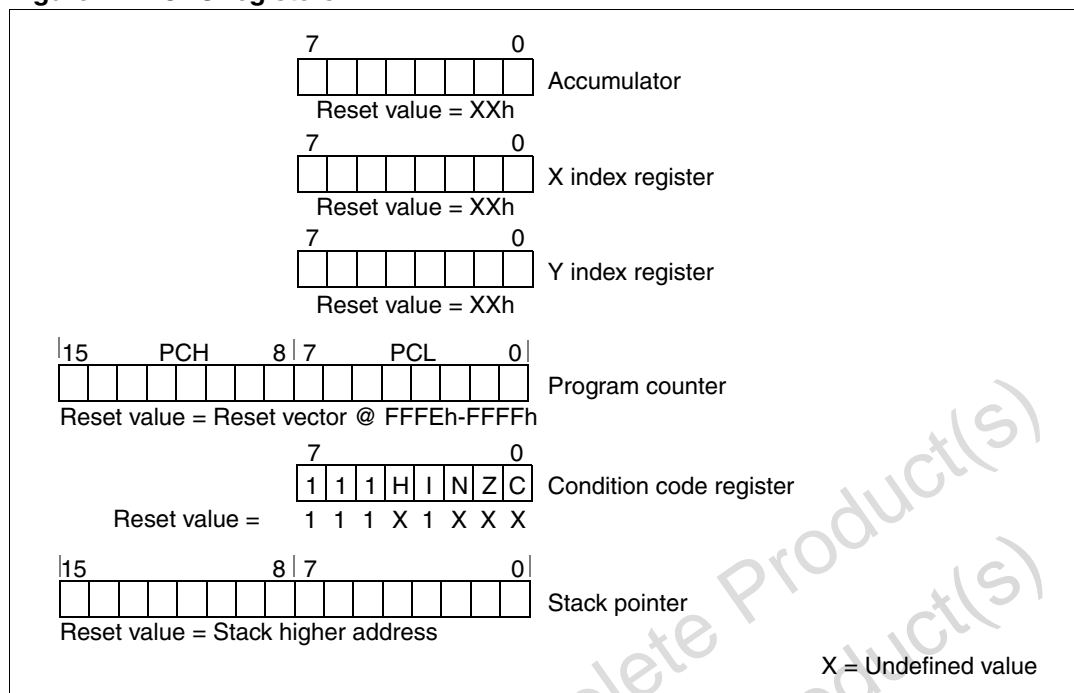 7 0
Accumulator
Reset value = XXh
7 0
X index register
Reset value = XXh
7 0
Y index register
Reset value = XXh
15 PCH 8 7 PCL 0
Program counter
Reset value = Reset vector @ FFFEh-FFFFh
7 0
1 1 1 H I N Z C Condition code register
Reset value = 1 1 1 X 1 X X X
15 8 7 0
Stack pointer
Reset value = Stack higher address
X = Undefined value
Product(s)